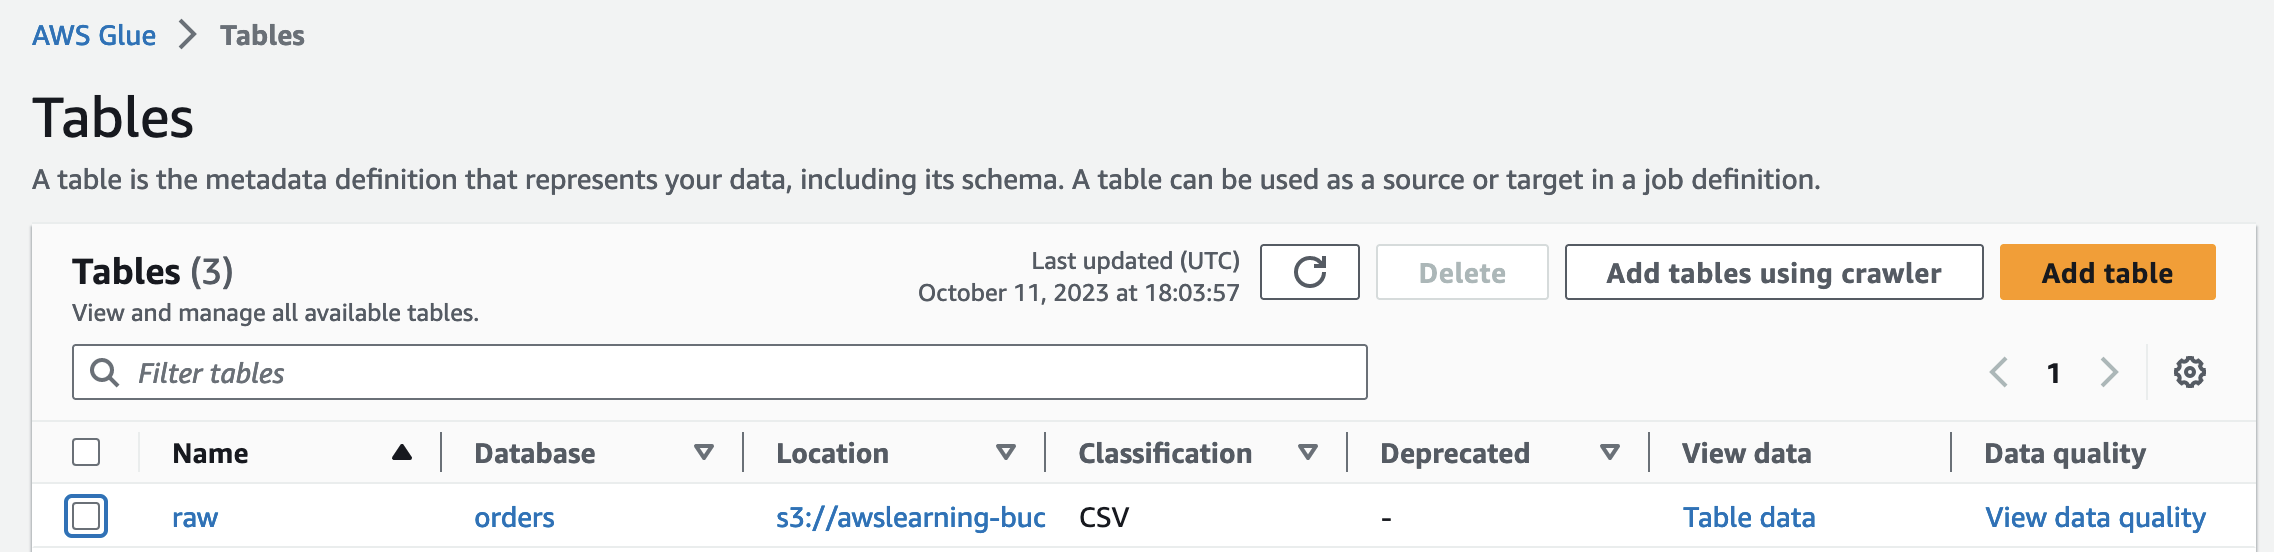 AWS Glue > Tables
Tables
A table is the metadata definition that represents your data, including its schema. A table can be used as a source or target in a job definition.
Tables (3)
View and manage all available tables.
Last updated (UTC)
October 11, 2023 at 18:03:57
Delete
Add tables using crawler
Add table
Filter tables
1
Name Database Location Classification Deprecated View data Data quality
raw orders s3://awslearning-buc CSV - Table data View data quality